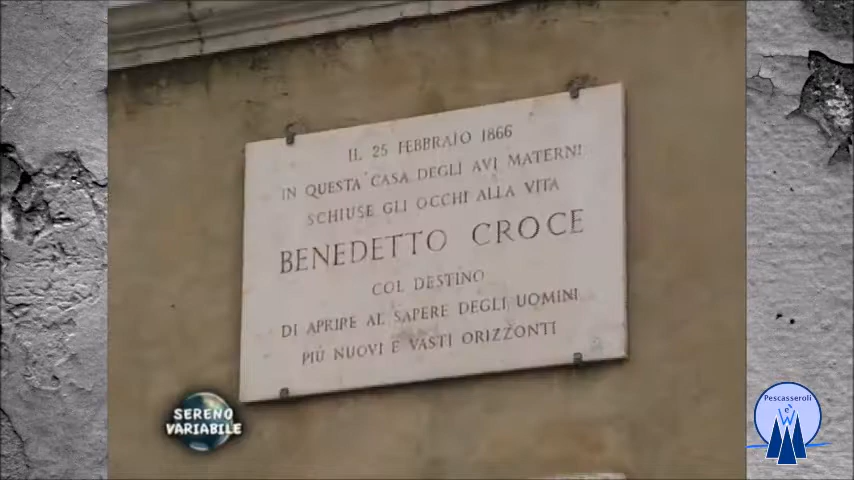 IL 25 FEBBRAIO 1866
IN QUESTA CASA DEGLI AVI MATERNI
SCHIUSE GLI OCCHI ALLA VITA
BENEDETTO CROCE
COL DESTINO
DI APRIRE AL SAPERE DEGLI UOMINI
PIÙ NUOVI E VASTI ORIZZONTI
SERENO
VARIABILE
Pescasseroli
è
W